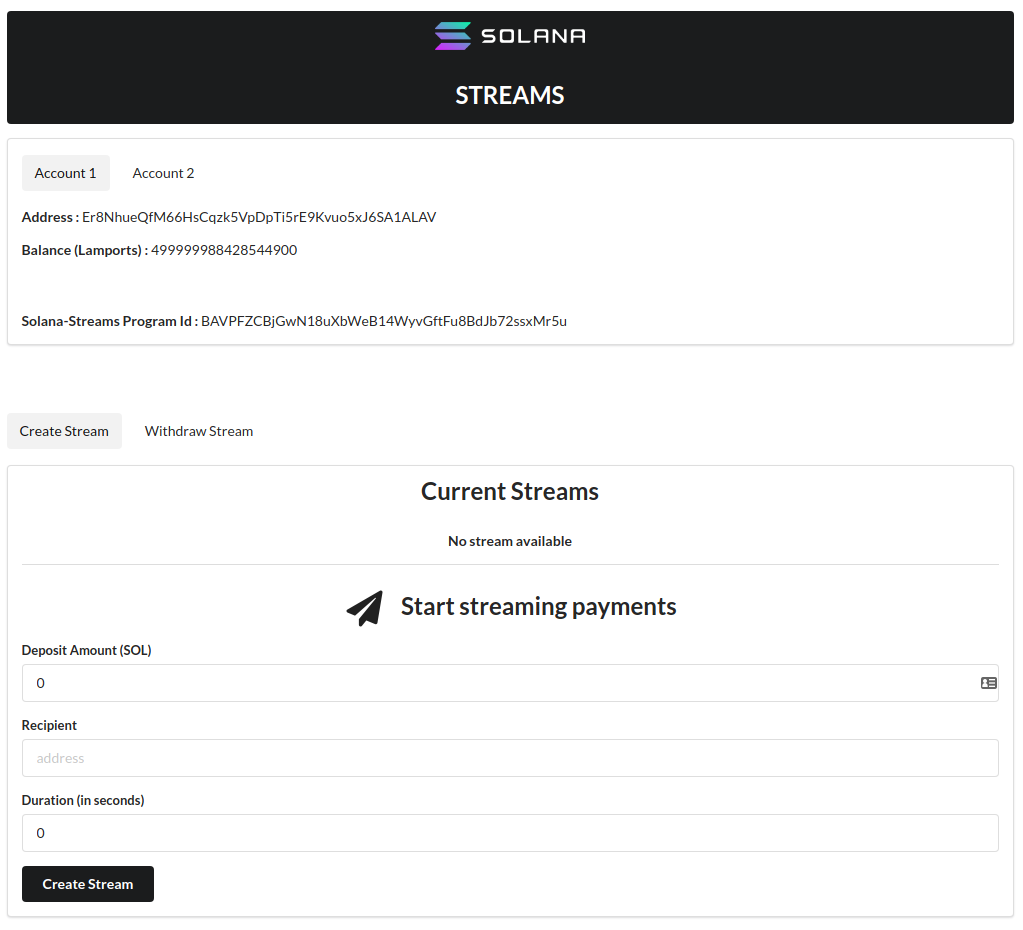 SOLANA
STREAMS
Account 1 Account 2
Address : Er8NhueQfM66HsCqzk5VpDpTi5rE9Kvuo5xJ6SA1ALAV
Balance (Lamports) : 499999988428544900
Solana-Streams Program Id : BAVPFZCBjGwN18uXbWeB14WyvGftFu8BdJb72ssxMr5u
Create Stream Withdraw Stream
Current Streams
No stream available
Start streaming payments
Deposit Amount (SOL)
0
Recipient
address
Duration (in seconds)
0
Create Stream